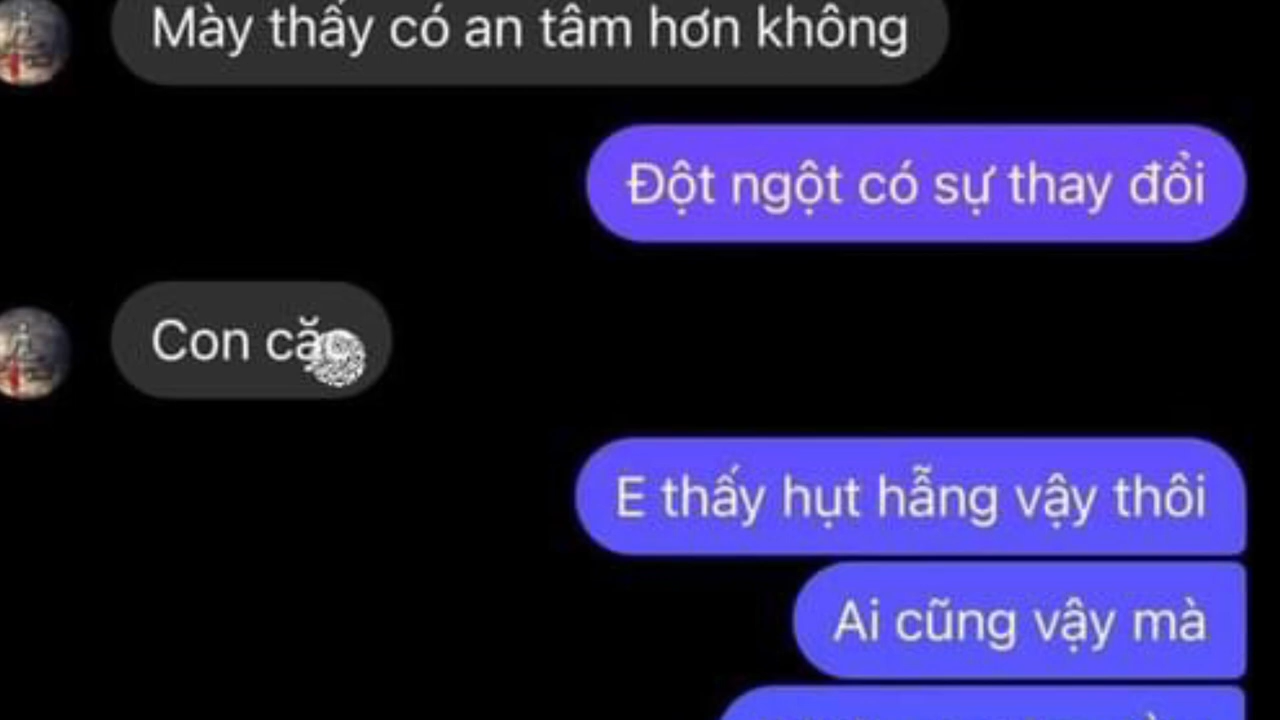 Mày thấy có an tâm hơn không
Đột ngột có sự thay đổi
Con cặc
E thấy hụt hẫng vậy thôi
Ai cũng vậy mà